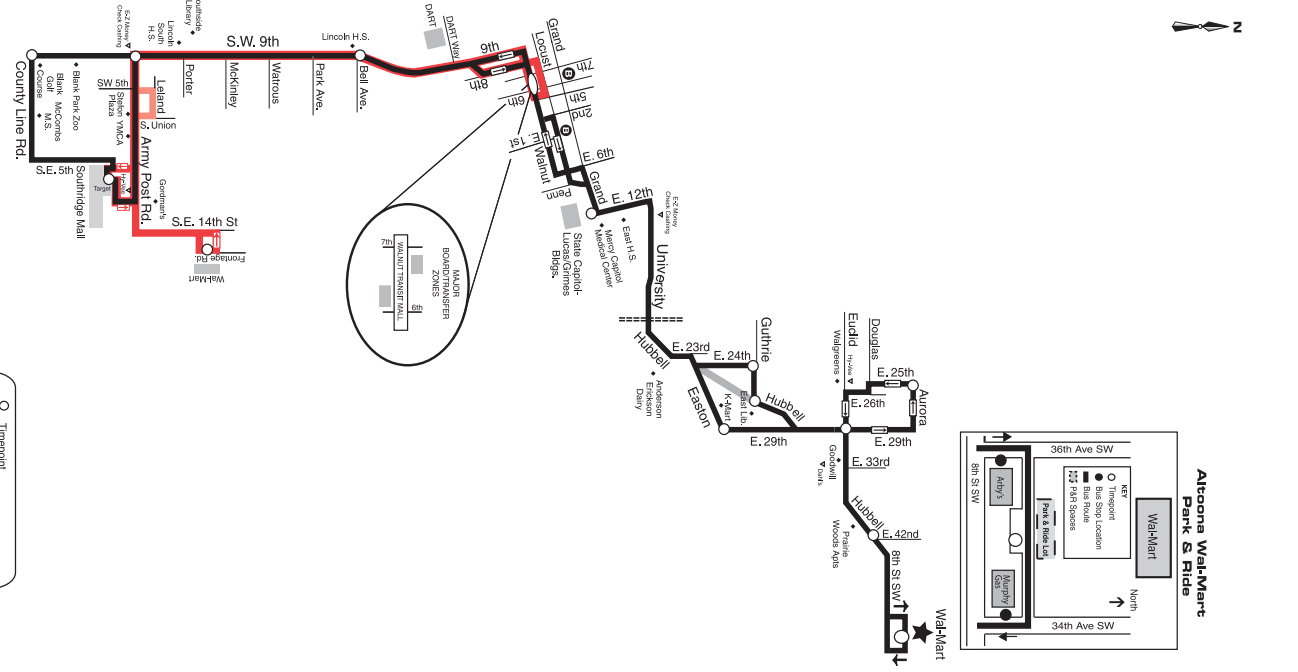 N
Southside
Library
Lincoln
South
H.S.
E-Z Money
Check Cashing
S.W. 9th
Lincoln H.S.
DART
DART Way
9th
8th
6th
Grand
Locust
7th
5th
2nd
B
B
E. 1st
Walnut
E. 6th
Penn
Grand
E. 12th
E-Z Money
Check Cashing
County Line Rd.
Course
Golf
Blank
Blank Park Zoo
McCombs
M.S.
SW 5th
Leland
Stefon
Plaza
YMCA
S. Union
Porter
McKinley
Watrous
Park Ave.
Bell Ave.
Army Post Rd.
S.E. 5th
Southridge Mall
Target
Hy-Vee
Gordman's
S.E. 14th St
Frontage
Rd.
Wal-Mart
7th
WALNUT TRANSIT MALL
6th
MAJOR
BOARD/TRANSFER
ZONES
State Capitol-
Lucas/Grimes
Bldgs.
Mercy Capitol
Medical Center
East H.S.
University
Hubbell
E. 23rd
E. 24th
Guthrie
Anderson
Erickson
Dairy
Easton
K-Mart
East Lib.
Hubbell
E. 29th
Euclid
Walgreens
Hy-Vee
Douglas
E. 25th
E. 26th
Aurora
E. 29th
Goodwill
Dahl's
E. 33rd
Hubbell
Prairie
Woods Apts
E. 42nd
8th St SW
Wal-Mart
Altoona Wal-Mart
Park & Ride
Wal-Mart
36th Ave SW
8th St SW
Arby's
Park & Ride Lot
KEY
Timepoint
Bus Stop Location
Bus Route
P&R Spaces
Murphy
Gas
North
34th Ave SW
Timepoint